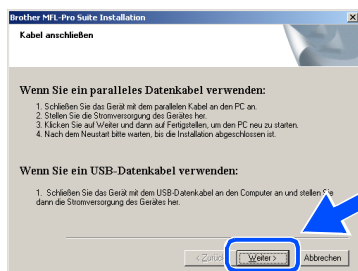 Brother MFL-Pro Suite Installation
Kabel anschließen
Wenn Sie ein paralleles Datenkabel verwenden:
1. Schließen Sie das Gerät mit dem parallelen Kabel an den PC an.
2. Stellen Sie die Stromversorgung des Gerätes her.
3. Klicken Sie auf Weiter und dann auf Fertigstellen, um den PC neu zu starten.
4. Nach dem Neustart bitte warten, bis die Installation abgeschlossen ist.
Wenn Sie ein USB-Datenkabel verwenden:
1. Schließen Sie das Gerät mit dem USB-Datenkabel an den Computer an und stellen Sie
dann die Stromversorgung des Gerätes her.
< Zurück Weiter > Abbrechen